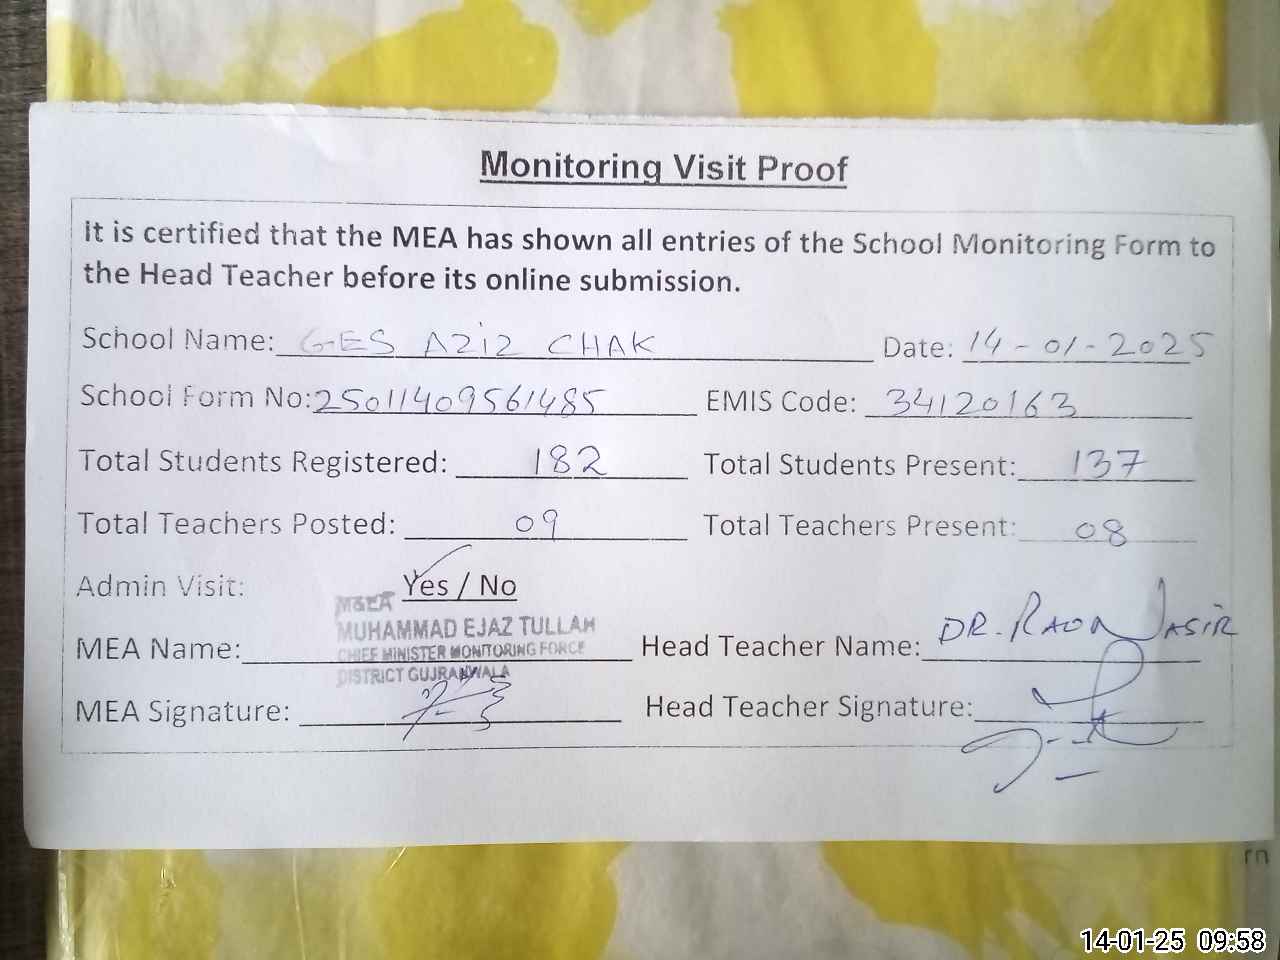 Monitoring Visit Proof
It is certified that the MEA has shown all entries of the School Monitoring Form to
the Head Teacher before its online submission.
School Name: GES AZIZ CHAK Date: 14-01-2025
School Form No: 25011409561485 EMIS Code: 34120163
Total Students Registered: 182 Total Students Present: 137
Total Teachers Posted: 09 Total Teachers Present: 08
Admin Visit: Yes / No
M&EA
MUHAMMAD EJAZ TULLAH
CHIEF MINISTER MONITORING FORCE
DISTRICT GUJRANWALA
MEA Name: Head Teacher Name: DR. Nasir
MEA Signature: Head Teacher Signature:
rn
14-01-25 09:58